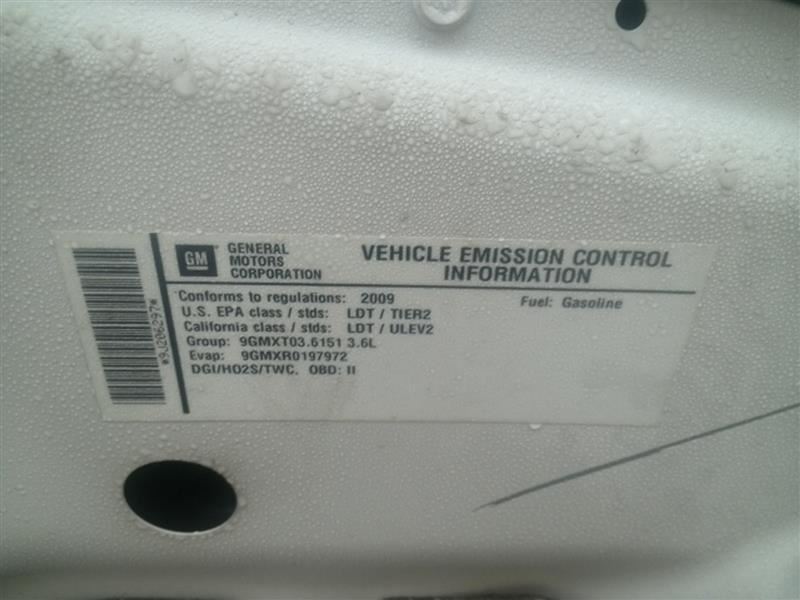 *9J206297*
GM
GENERAL
MOTORS
CORPORATION
VEHICLE EMISSION CONTROL
INFORMATION
Conforms to regulations: 2009 Fuel: Gasoline
U.S. EPA class / stds: LDT / TIER2
California class / stds: LDT / ULEV2
Group: 9GMXT03.6151 3.6L
Evap: 9GMXR0197972
DGI/HO2S/TWC, OBD: II